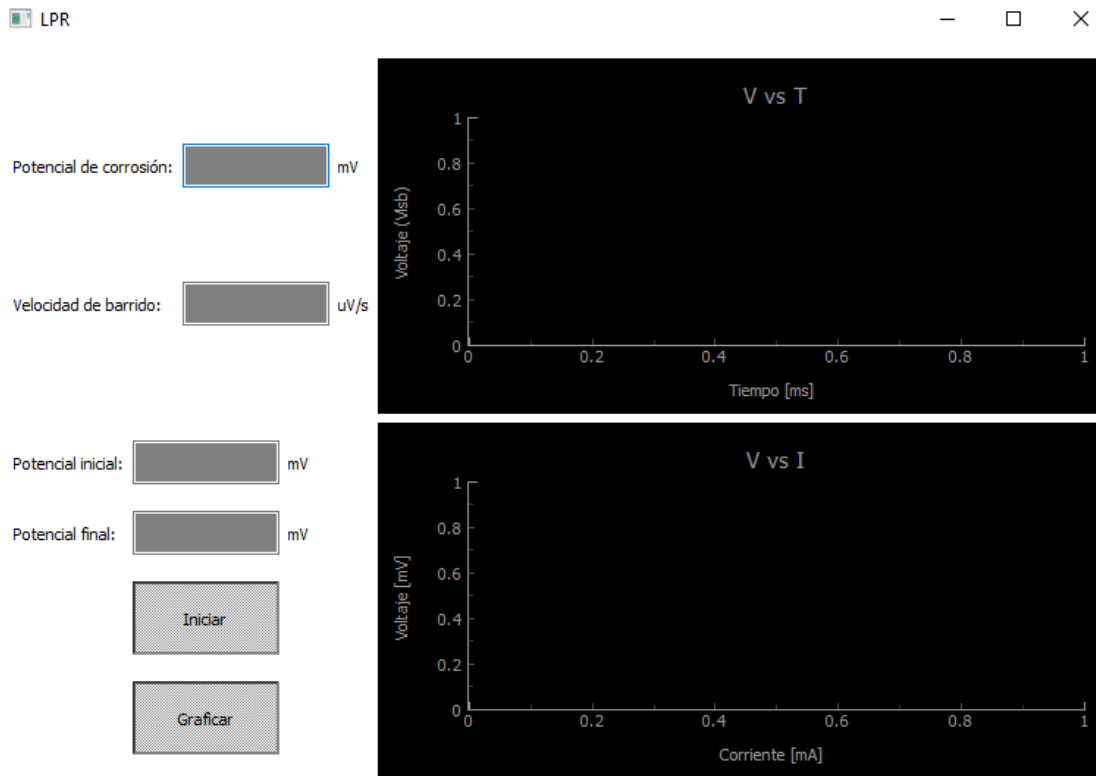 LPR
Potencial de corrosión: mV
Velocidad de barrido: uV/s
Potencial inicial: mV
Potencial final: mV
Iniciar
Graficar
V vs T
1
0.8
0.6
0.4
0.2
0
Voltaje (Vlsb)
0 0.2 0.4 0.6 0.8 1
Tiempo [ms]
V vs I
1
0.8
0.6
0.4
0.2
0
Voltaje [mV]
0 0.2 0.4 0.6 0.8 1
Corriente [mA]